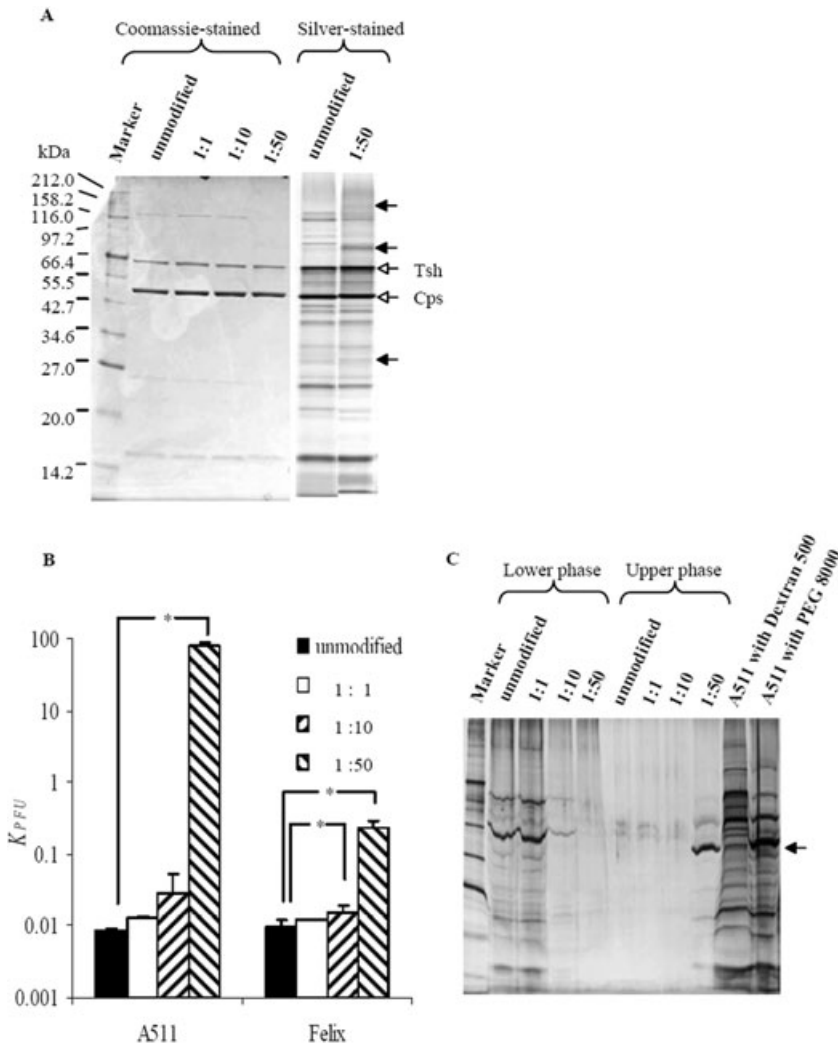 A
Coomassie-stained
Silver-stained
kDa
Marker
unmodified
1:1
1:10
1:50
unmodified
1:50
212.0
158.2
116.0
97.2
66.4
55.5
42.7
34.6
27.0
20.0
14.2
Tsh
Cps
B
100
10
1
0.1
0.01
0.001
K PFU
*
*
*
unmodified
1 : 1
1 :10
1 :50
A511
Felix
C
Lower phase
Upper phase
Marker
unmodified
1:1
1:10
1:50
unmodified
1:1
1:10
1:50
A511 with Dextran 500
A511 with PEG 8000